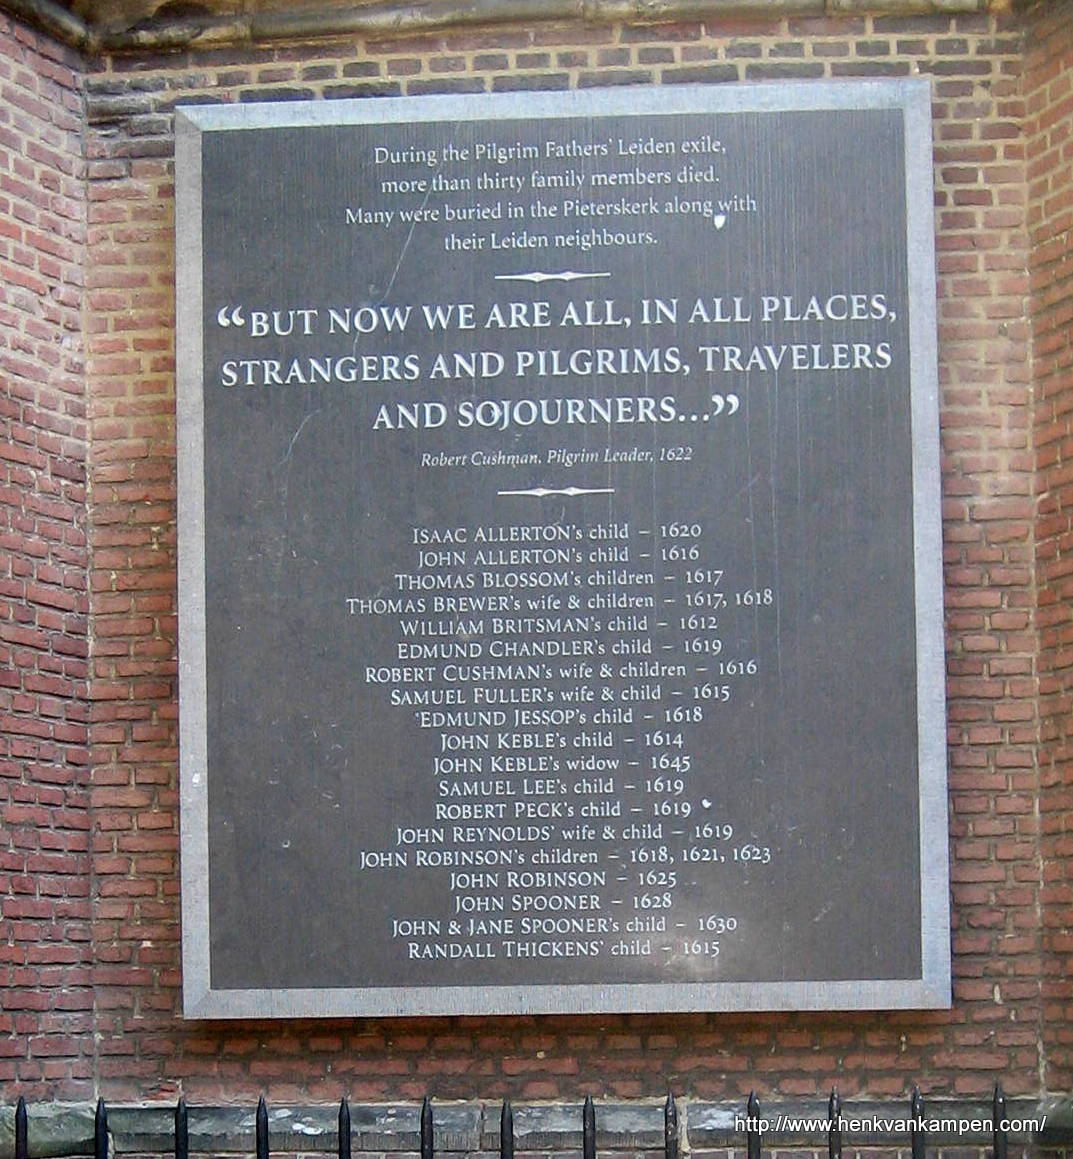 During the Pilgrim Fathers' Leiden exile,
more than thirty family members died.
Many were buried in the Pieterskerk along with
their Leiden neighbours.
“BUT NOW WE ARE ALL, IN ALL PLACES,
STRANGERS AND PILGRIMS, TRAVELERS
AND SOJOURNERS...”
Robert Cushman, Pilgrim Leader, 1622
ISAAC ALLERTON's child – 1620
JOHN ALLERTON's child – 1616
THOMAS BLOSSOM's children – 1617
THOMAS BREWER's wife & children – 1617, 1618
WILLIAM BRITSMAN's child – 1612
EDMUND CHANDLER's child – 1619
ROBERT CUSHMAN's wife & children – 1616
SAMUEL FULLER's wife & child – 1615
EDMUND JESSOP's child – 1618
JOHN KEBLE's child – 1614
JOHN KEBLE's widow – 1645
SAMUEL LEE's child – 1619
ROBERT PECK's child – 1619
JOHN REYNOLDS' wife & child – 1619
JOHN ROBINSON's children – 1618, 1621, 1623
JOHN ROBINSON – 1625
JOHN SPOONER – 1628
JOHN & JANE SPOONER's child – 1630
RANDALL THICKENS' child – 1615
http://www.henkvankampen.com/